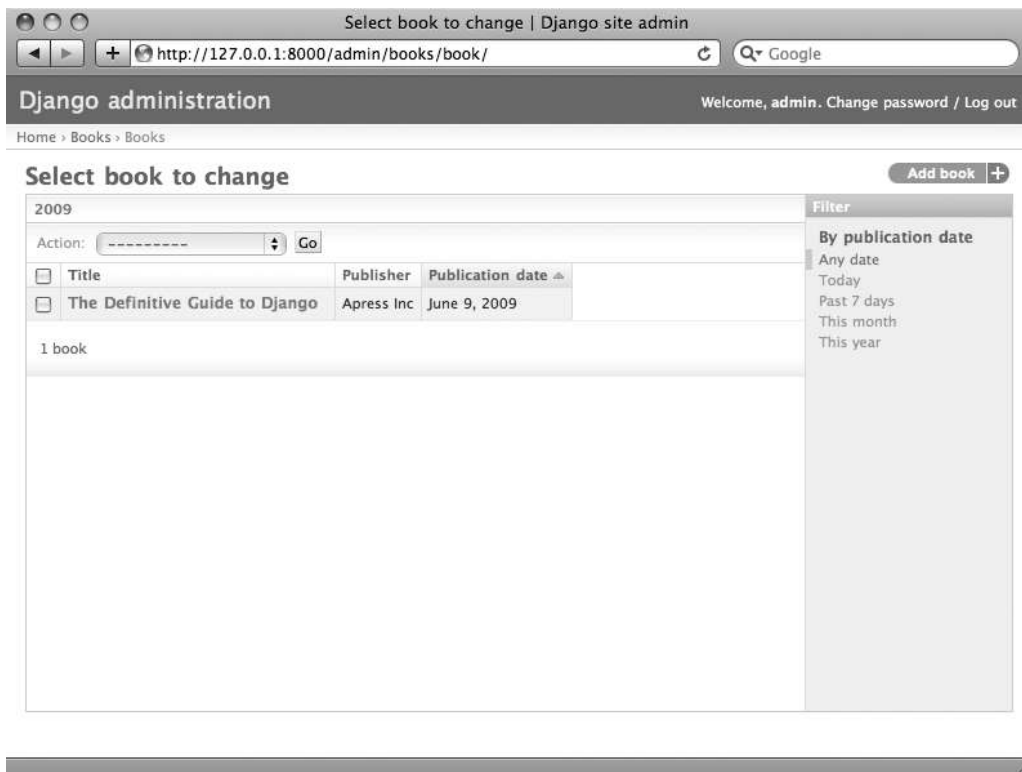 Select book to change | Django site admin
http://127.0.0.1:8000/admin/books/book/
Google
Django administration
Welcome, admin. Change password / Log out
Home › Books › Books
Select book to change
Add book
2009
Filter
Action: ---------
Go
By publication date
Any date
Today
Past 7 days
This month
This year
Title Publisher Publication date
The Definitive Guide to Django Apress Inc June 9, 2009
1 book